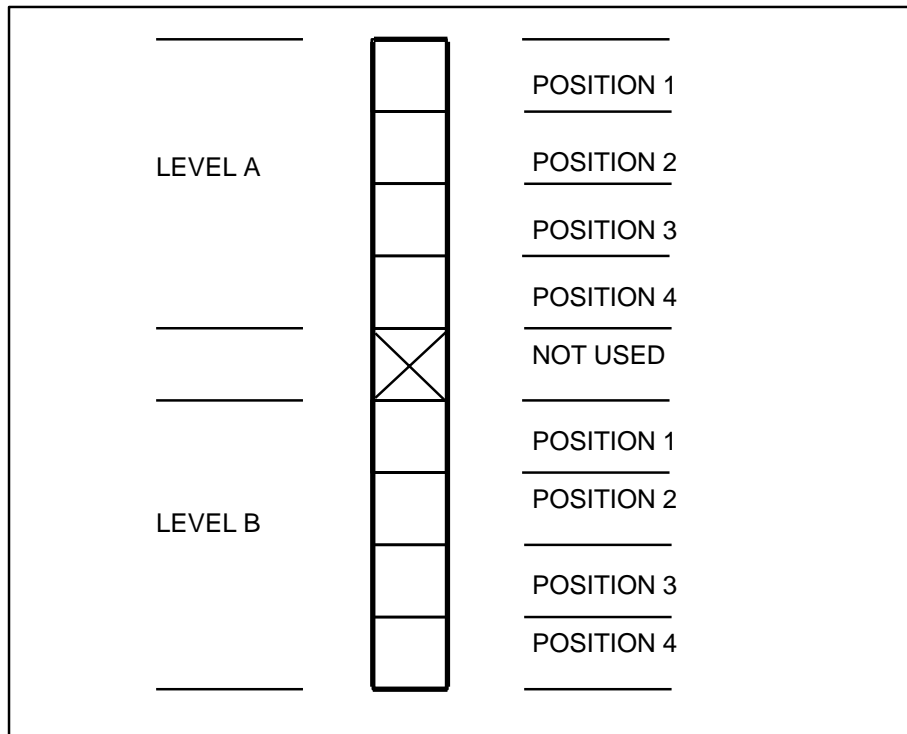 POSITION 1
POSITION 2
LEVEL A
POSITION 3
POSITION 4
NOT USED
POSITION 1
POSITION 2
LEVEL B
POSITION 3
POSITION 4